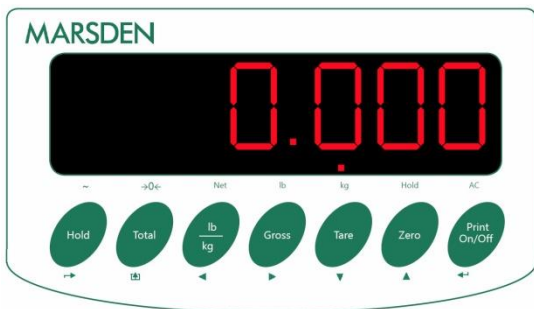 MARSDEN
0.000
~ →0← Net lb kg Hold AC
Hold Total lb/kg Gross Tare Zero Print On/Off